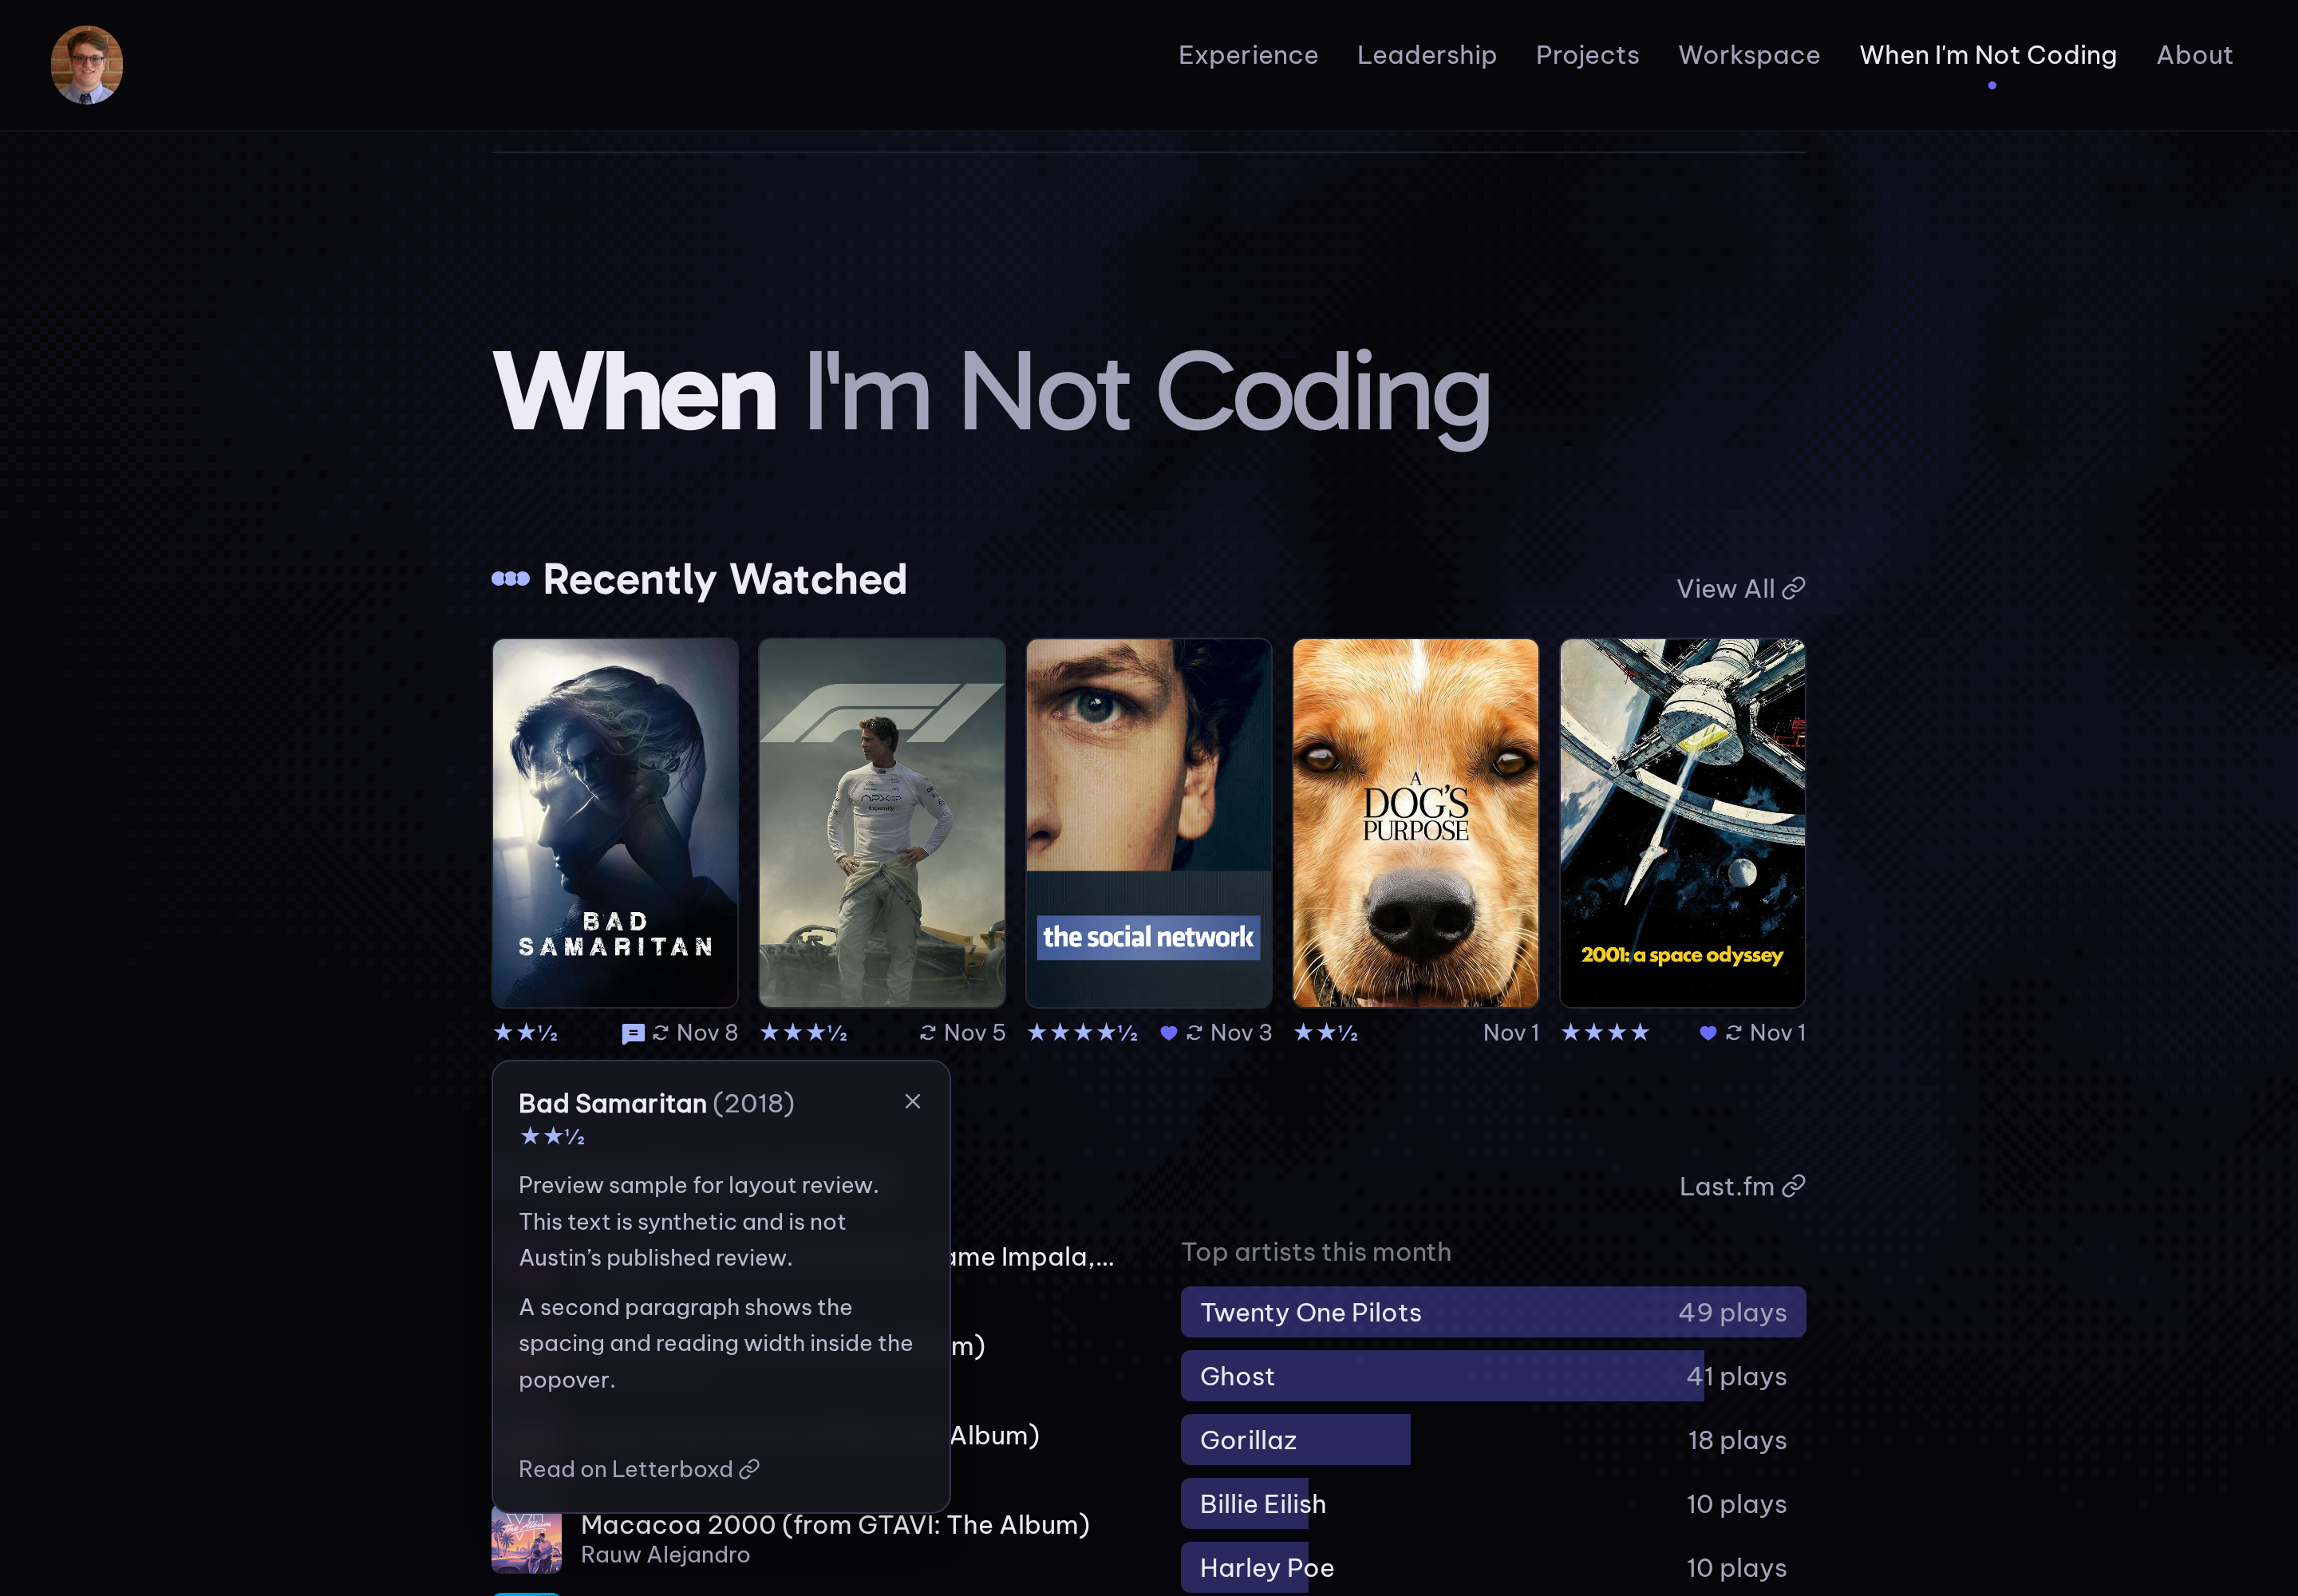 Experience Leadership Projects Workspace When I'm Not Coding About
When I'm Not Coding
Recently Watched
View All
BAD
SAMARITAN
F1
APXGP
the social network
A
DOG'S
PURPOSE
2001: a space odyssey
★★½ Nov 8
★★★½ Nov 5
★★★★½ Nov 3
★★½ Nov 1
★★★★ Nov 1
Bad Samaritan (2018)
★★½
Preview sample for layout review.
This text is synthetic and is not
Austin’s published review.
A second paragraph shows the
spacing and reading width inside the
popover.
Read on Letterboxd
ame Impala,...
m)
Album)
Macacoa 2000 (from GTAVI: The Album)
Rauw Alejandro
Last.fm
Top artists this month
Twenty One Pilots 49 plays
Ghost 41 plays
Gorillaz 18 plays
Billie Eilish 10 plays
Harley Poe 10 plays